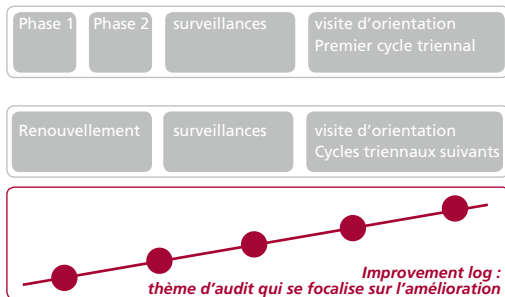 Phase 1
Phase 2
surveillances
visite d'orientation
Premier cycle triennal
Renouvellement
surveillances
visite d'orientation
Cycles triennaux suivants
Improvement log :
thème d'audit qui se focalise sur l'amélioration